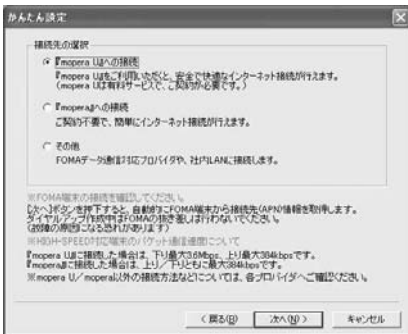 かんたん設定
接続先の選択
『mopera U』への接続
『mopera U』をご利用いただくと、安全で快適なインターネット接続が行えます。
(mopera Uは有料サービスで、ご契約が必要です。)
『mopera』への接続
ご契約不要で、簡単にインターネット接続が行えます。
その他
FOMAデータ通信対応プロバイダや、社内LANに接続します。
※FOMA端末の接続を確認してください。
[次へ]ボタンを押下すると、自動的にFOMA端末から接続先(APN)情報を取得します。
ダイヤルアップ作成中はFOMAの抜き差しは行わないでください。
(故障の原因になる恐れがあります)
※HIGH-SPEED対応端末のパケット通信速度について
『mopera U』に接続した場合は、下り最大3.6Mbps、上り最大384kbpsです。
『mopera』に接続した場合は、上り/下りともに最大384kbpsです。
※mopera U/mopera以外の接続方法などについては、各プロバイダへご確認ください。
< 戻る(B)
次へ(N) >
キャンセル